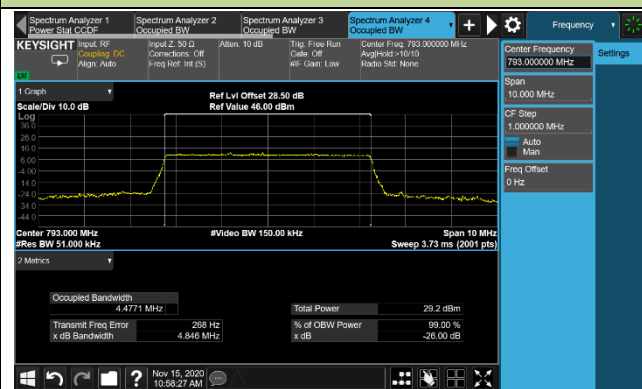 Spectrum Analyzer 1
Power Stat CCDF
Spectrum Analyzer 2
Occupied BW
Spectrum Analyzer 3
Occupied BW
Spectrum Analyzer 4
Occupied BW
Frequency
KEYSIGHT
Input: RF
Coupling: DC
Align: Auto
Input Z: 50 Ω
Corrections: Off
Freq Ref: Int (S)
Atten: 10 dB
Trig: Free Run
Gate: Off
#IF Gain: Low
Center Freq: 793.000000 MHz
Avg|Hold:>10/10
Radio Std: None
Center Frequency
793.000000 MHz
Settings
Span
10.000 MHz
CF Step
1.000000 MHz
Auto
Man
Freq Offset
0 Hz
1 Graph
Scale/Div 10.0 dB
Ref Lvl Offset 28.50 dB
Ref Value 46.00 dBm
Log
36.0
26.0
16.0
6.00
-4.00
-14.0
-24.0
-34.0
-44.0
Center 793.000 MHz
#Video BW 150.00 kHz
Span 10 MHz
#Res BW 51.000 kHz
Sweep 3.73 ms (2001 pts)
2 Metrics
Occupied Bandwidth
4.4771 MHz
Total Power
29.2 dBm
Transmit Freq Error
268 Hz
% of OBW Power
99.00 %
x dB Bandwidth
4.846 MHz
x dB
-26.00 dB
Nov 15, 2020
10:58:27 AM